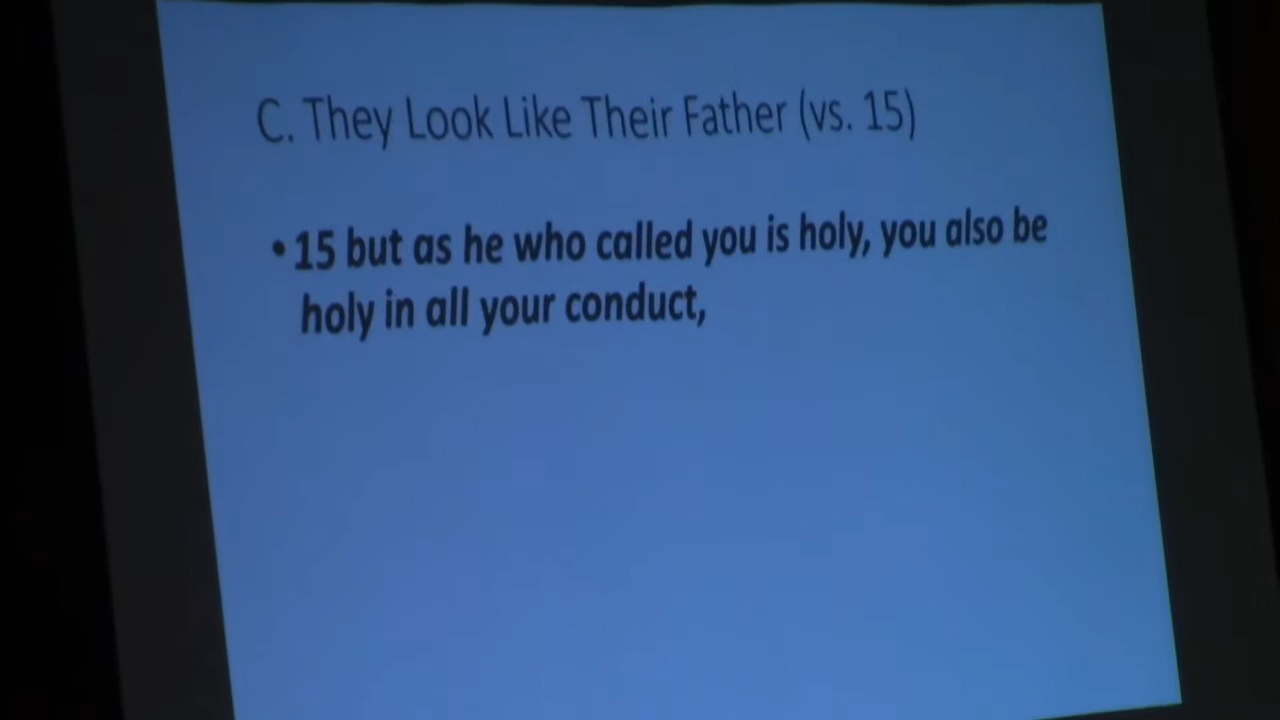 C. They Look Like Their Father (vs. 15)
• 15 but as he who called you is holy, you also be
holy in all your conduct,